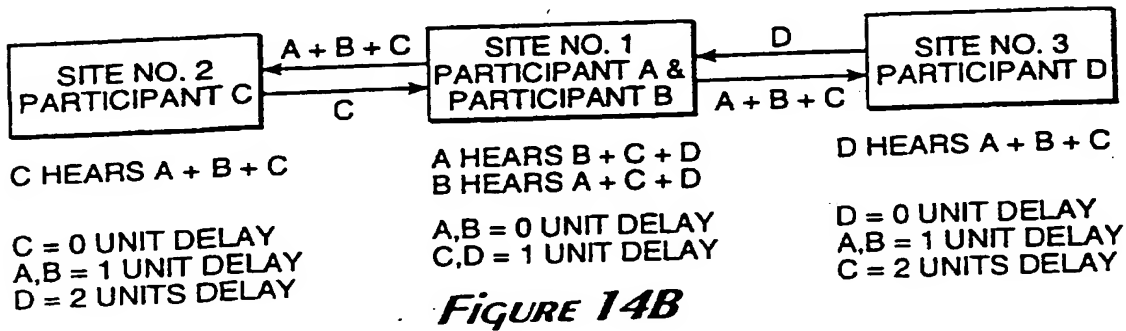 SITE NO. 2
PARTICIPANT C
A + B + C
C
SITE NO. 1
PARTICIPANT A &
PARTICIPANT B
D
A + B + C
SITE NO. 3
PARTICIPANT D
C HEARS A + B + C
C = 0 UNIT DELAY
A,B = 1 UNIT DELAY
D = 2 UNITS DELAY
A HEARS B + C + D
B HEARS A + C + D
A,B = 0 UNIT DELAY
C,D = 1 UNIT DELAY
D HEARS A + B + C
D = 0 UNIT DELAY
A,B = 1 UNIT DELAY
C = 2 UNITS DELAY
FIGURE 14B